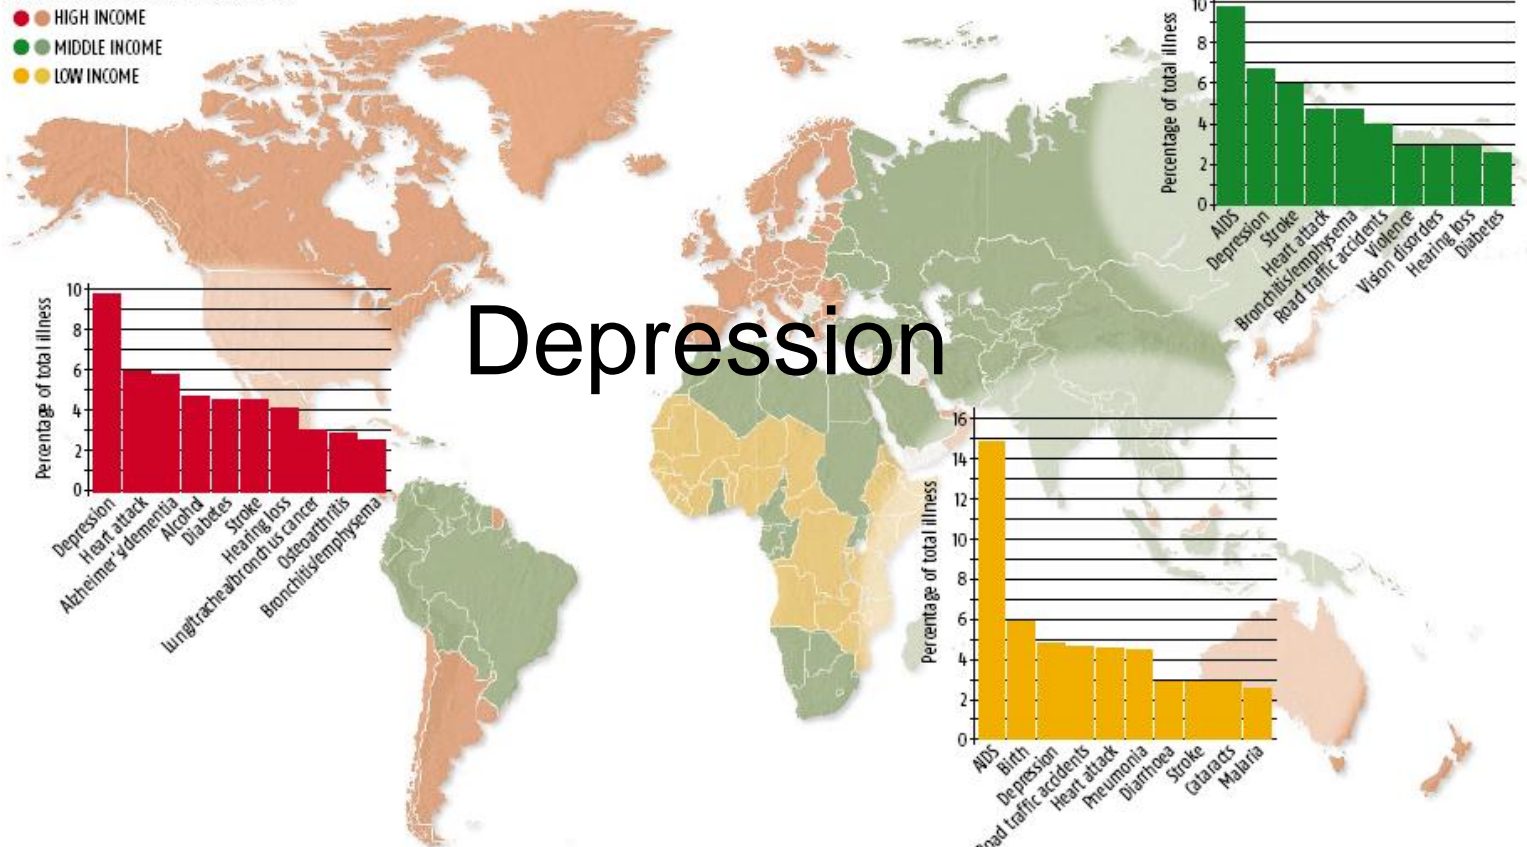 HIGH INCOME
MIDDLE INCOME
LOW INCOME
Percentage of total illness
10
8
6
4
2
0
AIDS
Depression
Stroke
Heart attack
Bronchitis/emphysema
Road traffic accidents
Violence
Vision disorders
Hearing loss
Diabetes
Depression
Percentage of total illness
10
8
6
4
2
0
Depression
Heart attack
Alzheimer's/dementia
Alcohol
Diabetes
Stroke
Hearing loss
Lung/trachea/bronchus cancer
Osteoarthritis
Bronchitis/emphysema
Percentage of total illness
16
14
12
10
8
6
4
2
0
AIDS
Birth
Depression
Road traffic accidents
Heart attack
Pneumonia
Diarrhoea
Stroke
Cataracts
Malaria